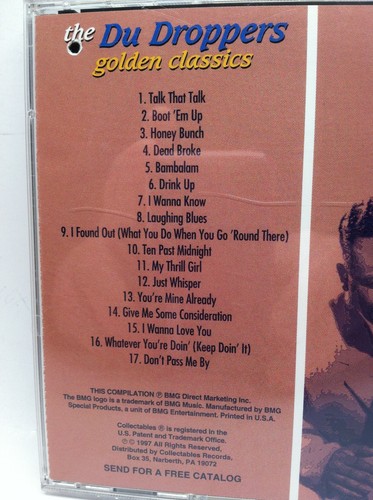 the Du Droppers
golden classics
1. Talk That Talk
2. Boot 'Em Up
3. Honey Bunch
4. Dead Broke
5. Bambalam
6. Drink Up
7. I Wanna Know
8. Laughing Blues
9. I Found Out (What You Do When You Go 'Round There)
10. Ten Past Midnight
11. My Thrill Girl
12. Just Whisper
13. You're Mine Already
14. Give Me Some Consideration
15. I Wanna Love You
16. Whatever You're Doin' (Keep Doin' It)
17. Don't Pass Me By
THIS COMPILATION ℗ BMG Direct Marketing Inc.
The BMG logo is a trademark of BMG Music. Manufactured by BMG
Special Products, a unit of BMG Entertainment. Printed in U.S.A.
Collectables ® is registered in the
U.S. Patent and Trademark Office.
℗ © 1997 All Rights Reserved,
Distributed by Collectables Records,
Box 35, Narberth, PA 19072
SEND FOR A FREE CATALOG